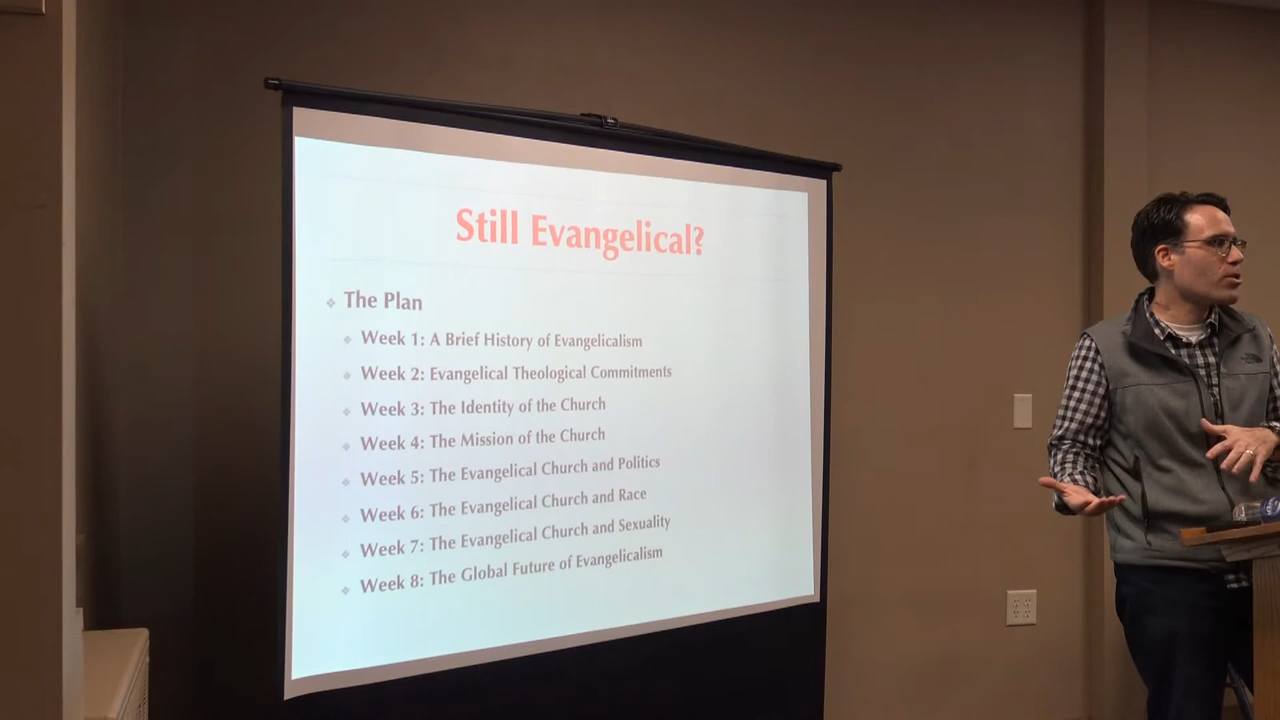 Still Evangelical?
The Plan
Week 1: A Brief History of Evangelicalism
Week 2: Evangelical Theological Commitments
Week 3: The Identity of the Church
Week 4: The Mission of the Church
Week 5: The Evangelical Church and Politics
Week 6: The Evangelical Church and Race
Week 7: The Evangelical Church and Sexuality
Week 8: The Global Future of Evangelicalism